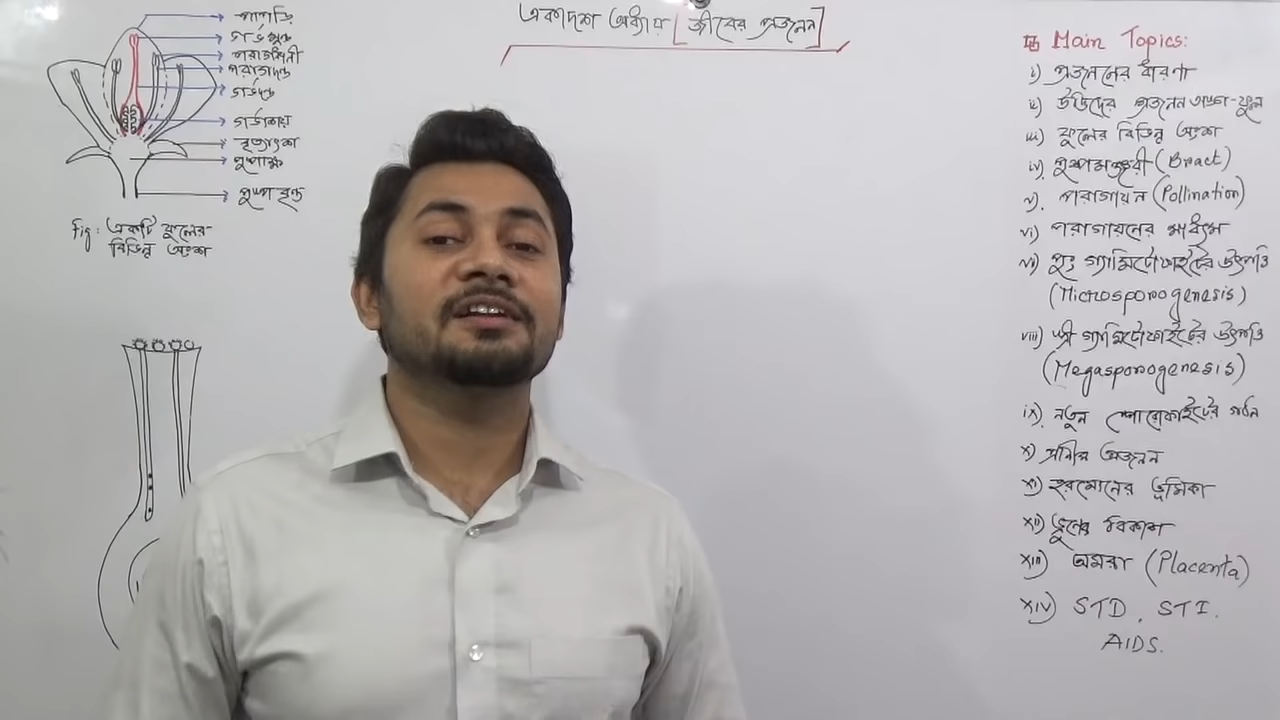 একাদশ অধ্যায় [জীবের প্রজনন]
পাপড়ি
গর্ভমুণ্ড
পরাগধানী
পরাগদণ্ড
গর্ভদণ্ড
গর্ভাশয়
বৃত্যাংশ
পুষ্পাক্ষ
পুষ্পবৃন্ত
fig: একটি ফুলের
বিভিন্ন অংশ
Main Topics:
i) প্রজননের ধারণা
ii) উদ্ভিদের প্রজনন অঙ্গ-ফুল
iii) ফুলের বিভিন্ন অংশ
iv) পুষ্পমঞ্জরী (Bract)
v). পরাগায়ন (Pollination)
vi) পরাগায়নের মাধ্যম
vii) পুং গ্যামিটোফাইটের উৎপত্তি
(Microsporogenesis)
viii) স্ত্রী গ্যামিটোফাইটের উৎপত্তি
(Megasporogenesis)
ix). নতুন স্পোরোফাইটের গঠন
x) প্রাণীর প্রজনন
xi) হরমোনের ভূমিকা
xii) ভ্রূণের বিকাশ
xiii) অমরা (Placenta)
xiv) STD, STI.
AIDS.